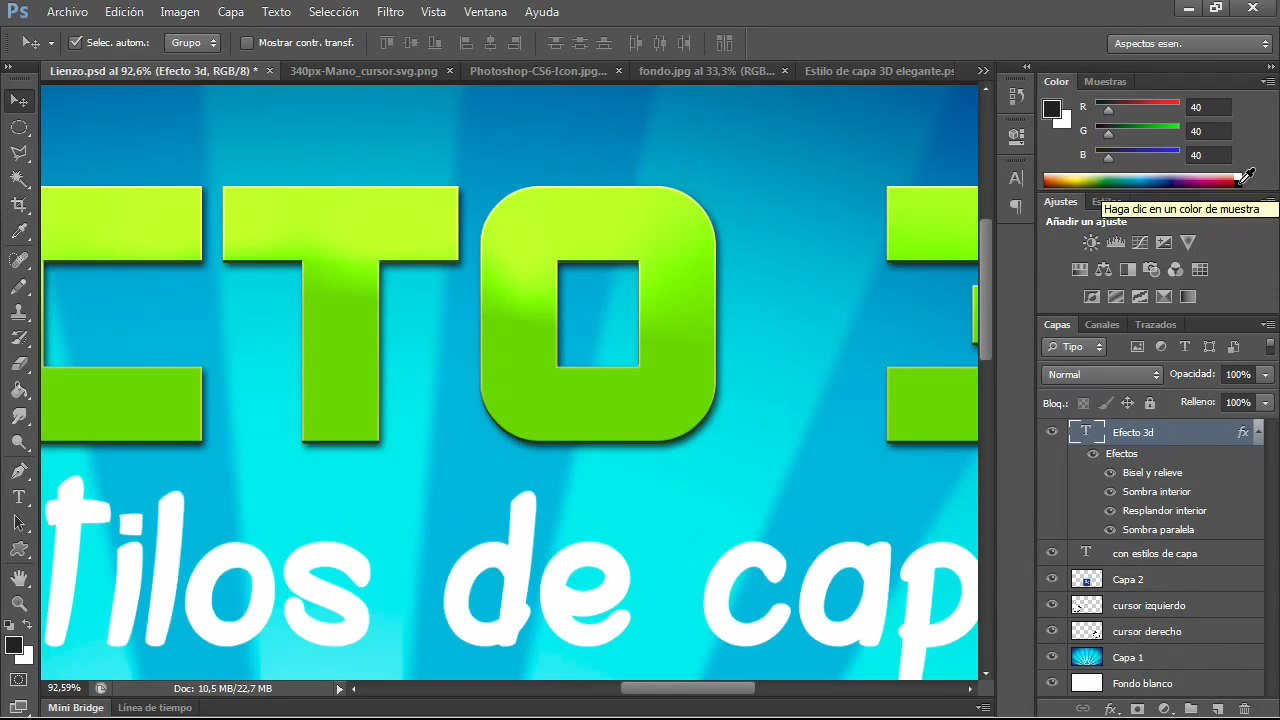 Ps Archivo Edición Imagen Capa Texto Selección Filtro Vista Ventana Ayuda
Selec. autom.: Grupo Mostrar contr. transf. Aspectos esen.
Lienzo.psd al 92,6% (Efecto 3d, RGB/8) * 340px-Mano_cursor.svg.png Photoshop-CS6-Icon.jpg... fondo.jpg al 33,3% (RGB... Estilo de capa 3D elegante.ps
Color Muestras
R 40
G 40
B 40
Ajustes
Haga clic en un color de muestra
Añadir un ajuste
CTO
tilos de cap
Capas Canales Trazados
Tipo
Normal Opacidad: 100%
Bloq.: Relleno: 100%
T Efecto 3d fx
Efectos
Bisel y relieve
Sombra interior
Resplandor interior
Sombra paralela
T con estilos de capa
Capa 2
cursor izquierdo
cursor derecho
Capa 1
Fondo blanco
92,59% Doc: 10,5 MB/22,7 MB
Mini Bridge Línea de tiempo